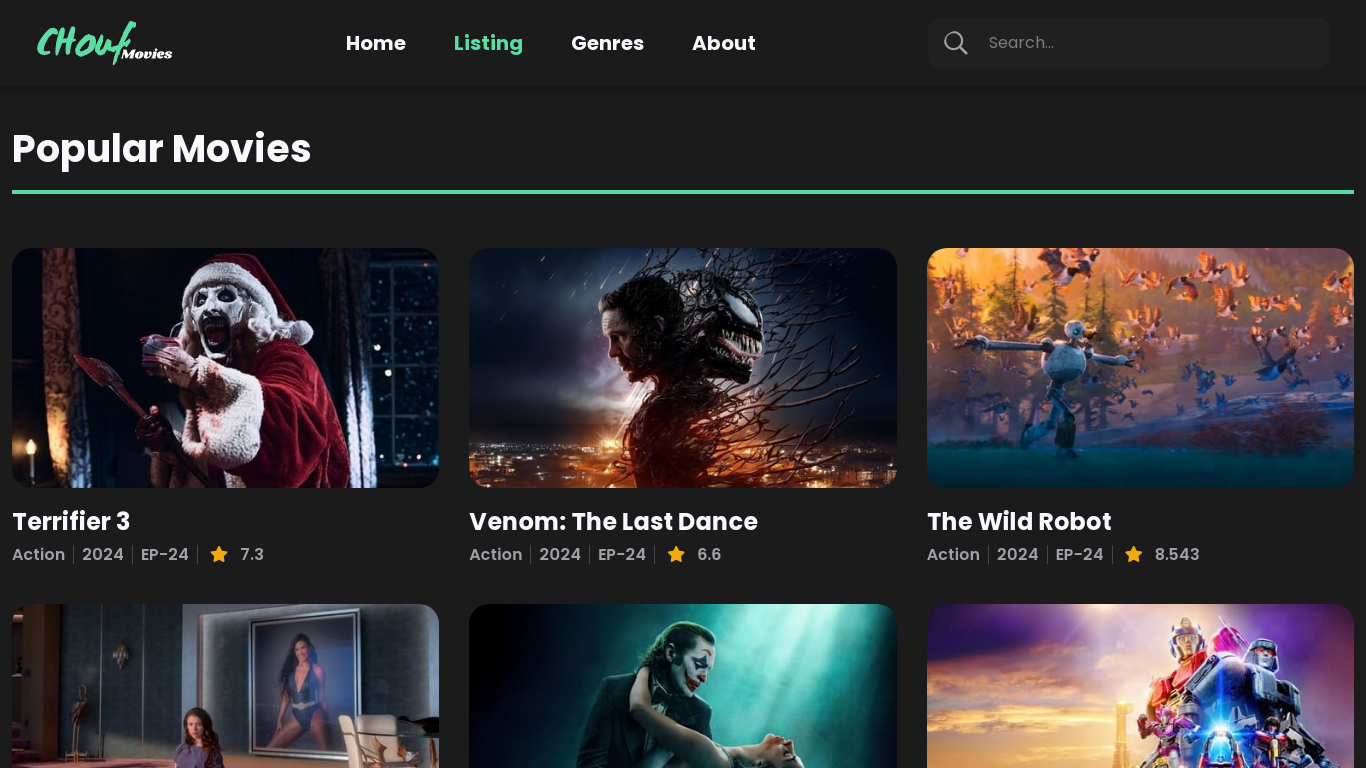 CHouf Movies
Home
Listing
Genres
About
Search...
Popular Movies
Terrifier 3
Action 2024 EP-24 7.3
Venom: The Last Dance
Action 2024 EP-24 6.6
The Wild Robot
Action 2024 EP-24 8.543